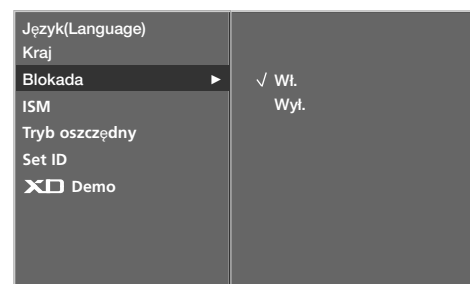 Język(Language)
Kraj
Blokada ►
ISM
Tryb oszczędny
Set ID
XD Demo
√ Wł.
Wył.